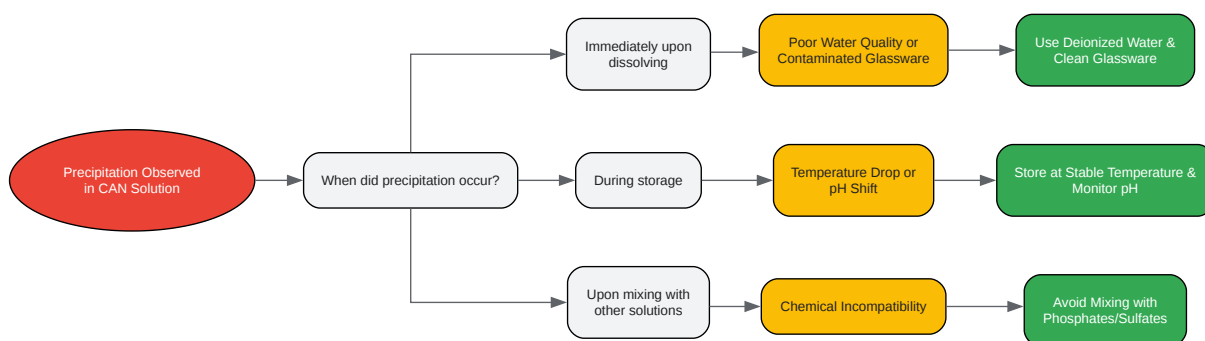 Precipitation Observed
in CAN Solution
When did precipitation occur?
Immediately upon
dissolving
Poor Water Quality or
Contaminated Glassware
Use Deionized Water &
Clean Glassware
During storage
Temperature Drop or
pH Shift
Store at Stable Temperature &
Monitor pH
Upon mixing with
other solutions
Chemical Incompatibility
Avoid Mixing with
Phosphates/Sulfates